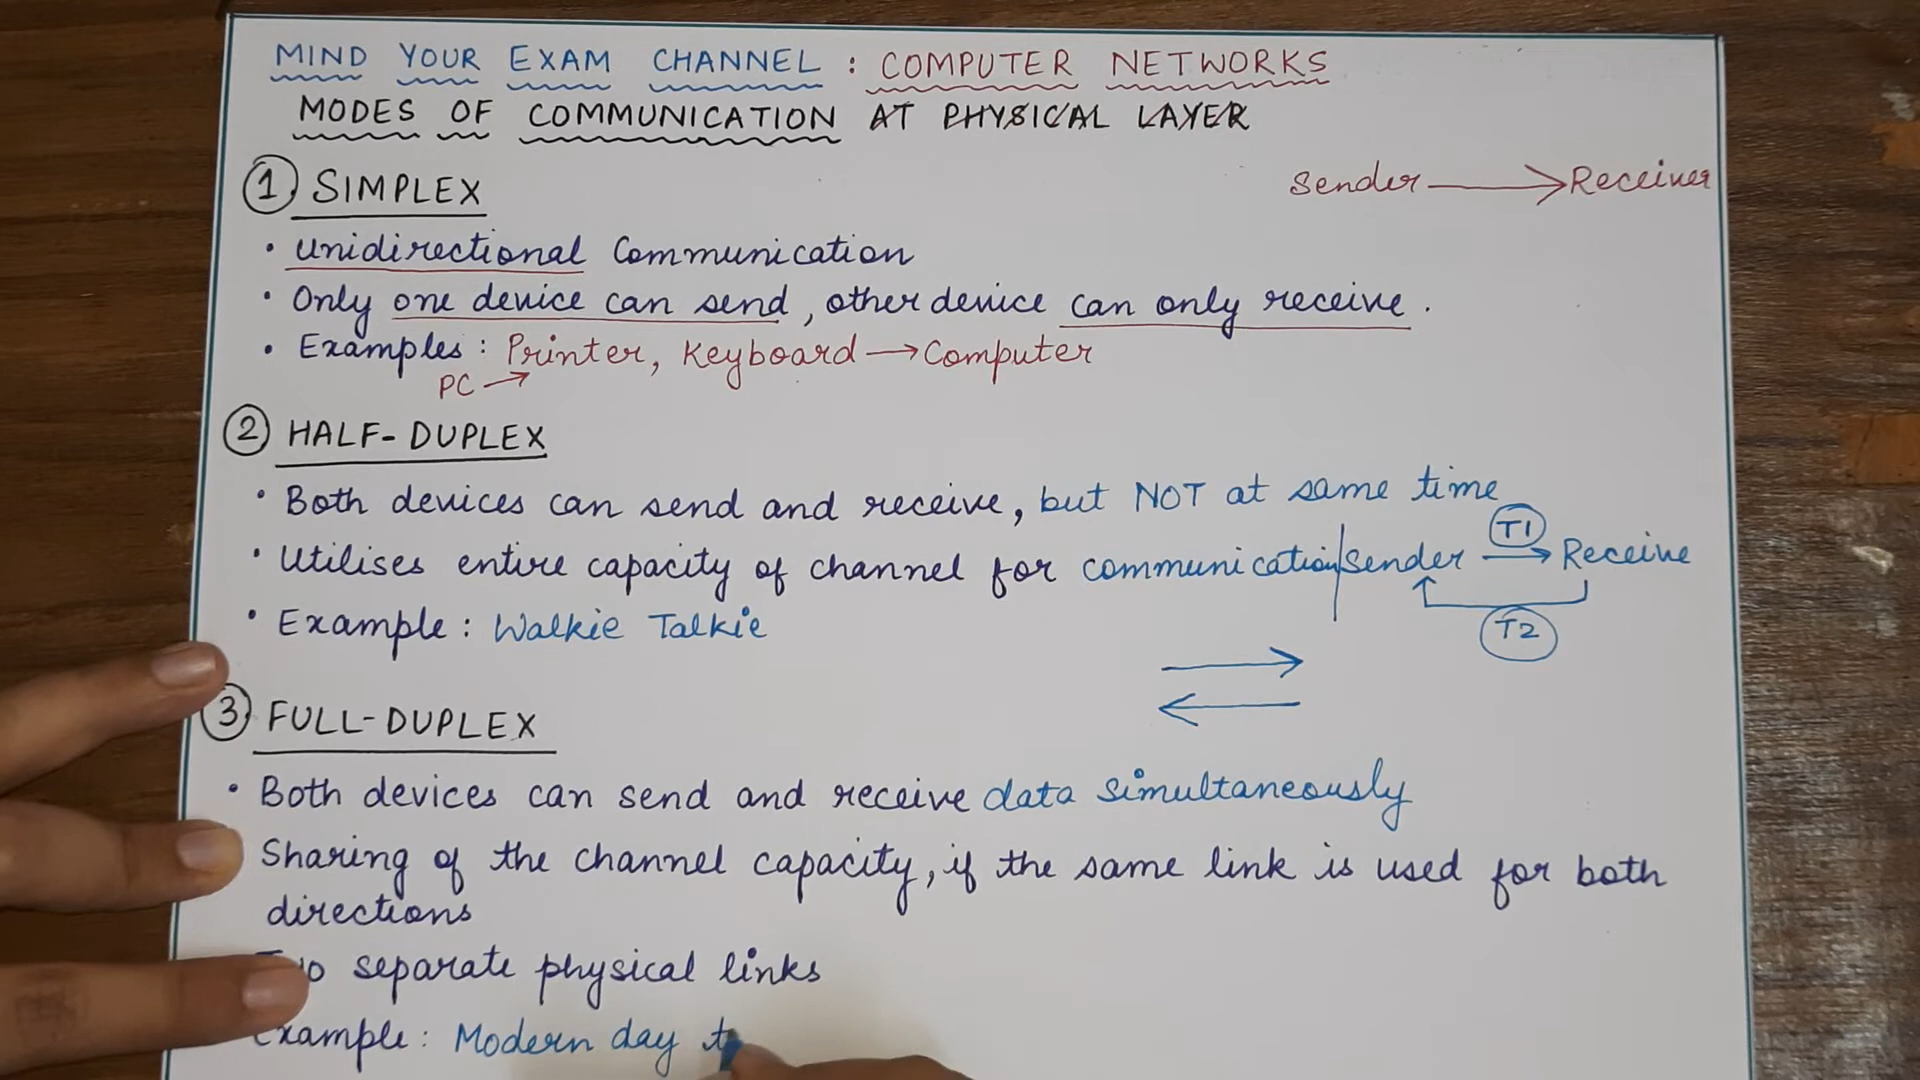 MIND YOUR EXAM CHANNEL : COMPUTER NETWORKS
MODES OF COMMUNICATION AT PHYSICAL LAYER
① SIMPLEX
Sender → Receiver
• Unidirectional Communication
• Only one device can send, other device can only receive.
• Examples: Printer, Keyboard → Computer
PC →
② HALF-DUPLEX
• Both devices can send and receive, but NOT at same time
• Utilises entire capacity of channel for communication
Sender → Receive
T1
T2
• Example: Walkie Talkie
③ FULL-DUPLEX
• Both devices can send and receive data simultaneously
Sharing of the channel capacity, if the same link is used for both
directions
separate physical links
Example: Modern day t